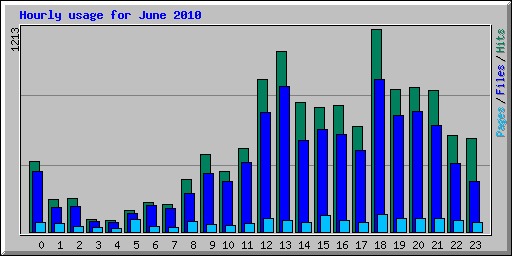 Hourly usage for June 2010
1213
Pages / Files / Hits
0 1 2 3 4 5 6 7 8 9 10 11 12 13 14 15 16 17 18 19 20 21 22 23